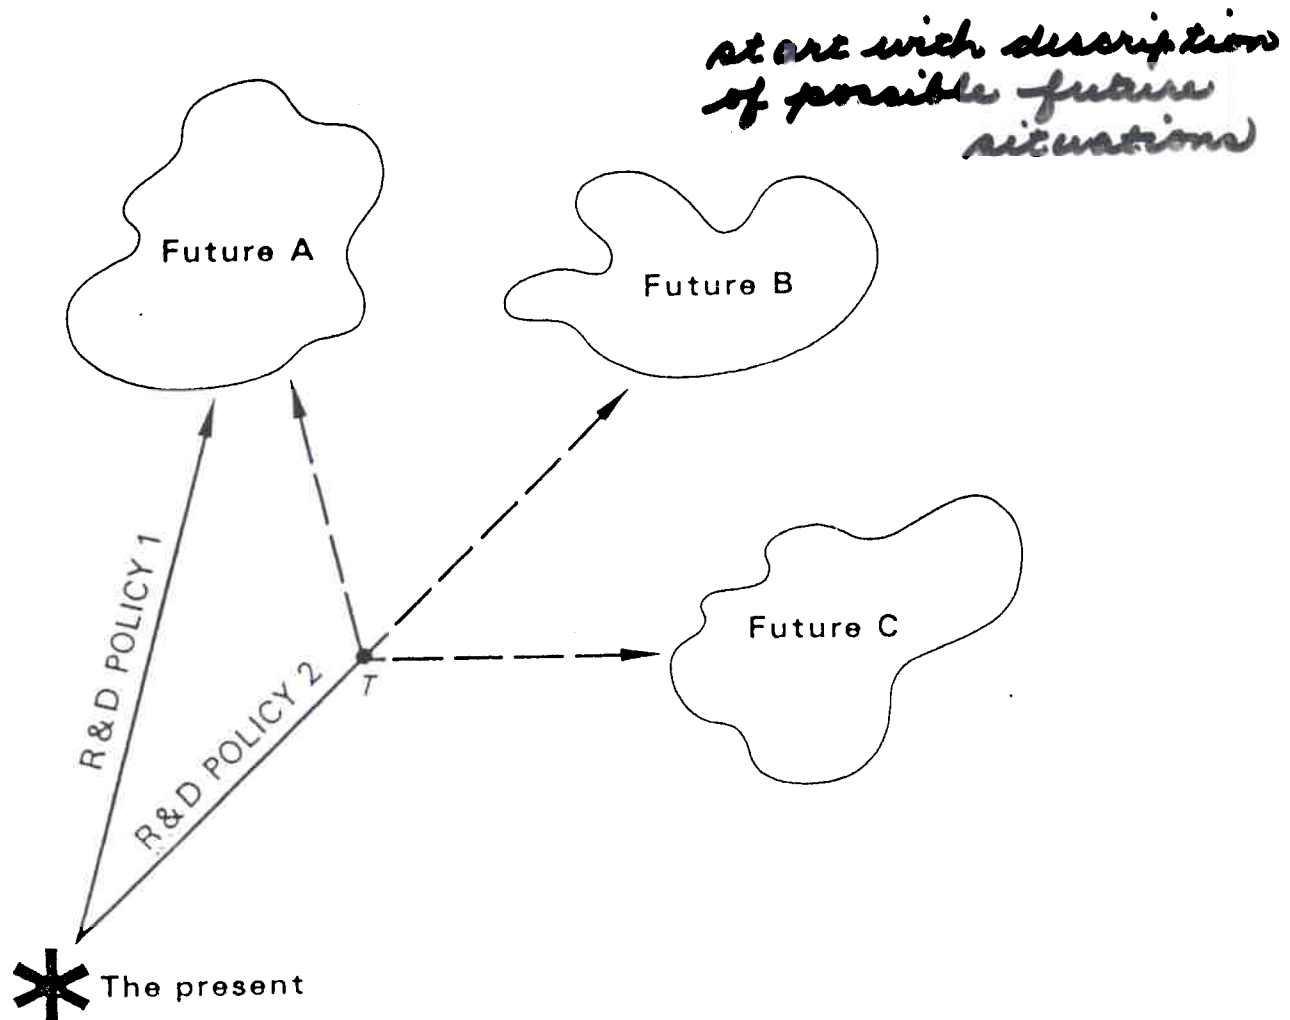 start with description
of possible future
situations
Future A
Future B
Future C
R&D POLICY 1
R&D POLICY 2
T
The present